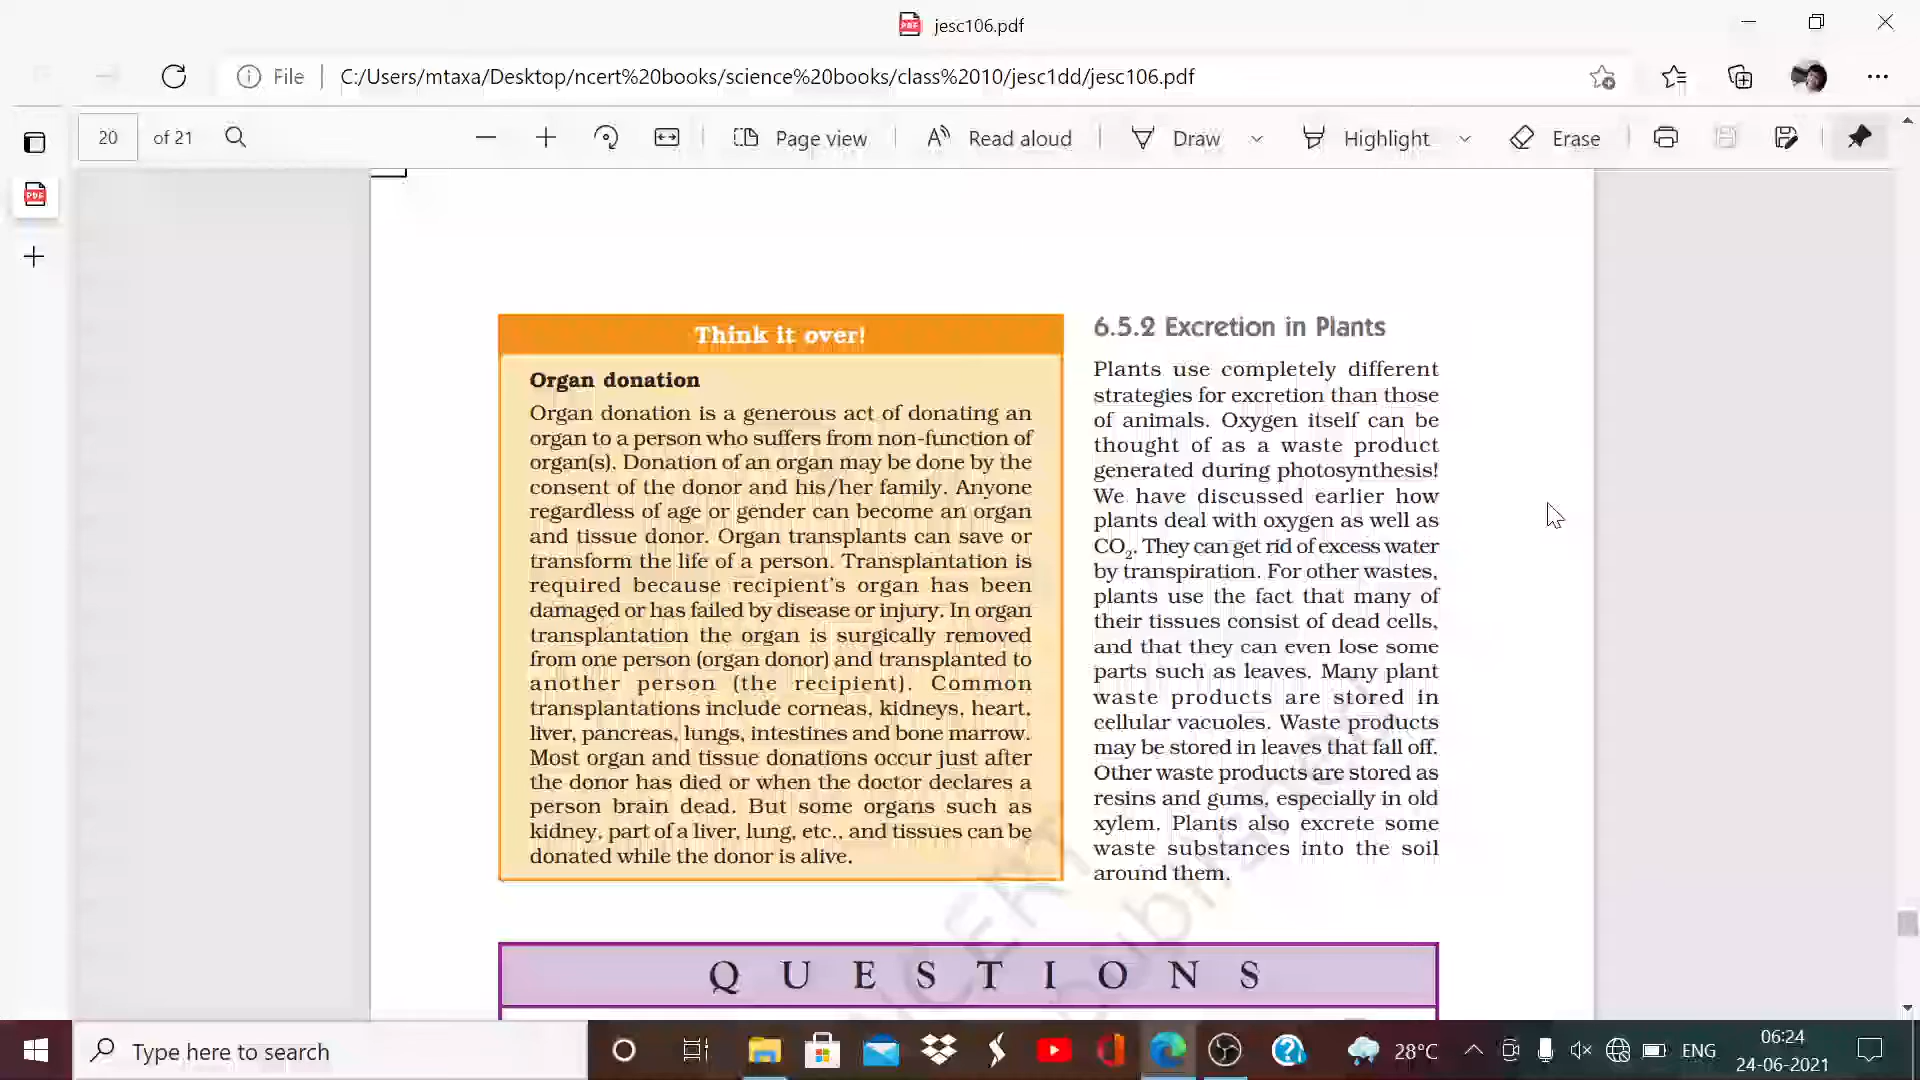 jesc106.pdf
File
C:/Users/mtaxa/Desktop/ncert%20books/science%20books/class%2010/jesc1dd/jesc106.pdf
20 of 21
Page view
Read aloud
Draw
Highlight
Erase
Think it over!
Organ donation
Organ donation is a generous act of donating an
organ to a person who suffers from non-function of
organ(s). Donation of an organ may be done by the
consent of the donor and his/her family. Anyone
regardless of age or gender can become an organ
and tissue donor. Organ transplants can save or
transform the life of a person. Transplantation is
required because recipient's organ has been
damaged or has failed by disease or injury. In organ
transplantation the organ is surgically removed
from one person (organ donor) and transplanted to
another person (the recipient). Common
transplantations include corneas, kidneys, heart,
liver, pancreas, lungs, intestines and bone marrow.
Most organ and tissue donations occur just after
the donor has died or when the doctor declares a
person brain dead. But some organs such as
kidney, part of a liver, lung, etc., and tissues can be
donated while the donor is alive.
6.5.2 Excretion in Plants
Plants use completely different
strategies for excretion than those
of animals. Oxygen itself can be
thought of as a waste product
generated during photosynthesis!
We have discussed earlier how
plants deal with oxygen as well as
CO₂. They can get rid of excess water
by transpiration. For other wastes,
plants use the fact that many of
their tissues consist of dead cells,
and that they can even lose some
parts such as leaves. Many plant
waste products are stored in
cellular vacuoles. Waste products
may be stored in leaves that fall off.
Other waste products are stored as
resins and gums, especially in old
xylem. Plants also excrete some
waste substances into the soil
around them.
QUESTIONS
Type here to search
28°C
ENG
06:24
24-06-2021